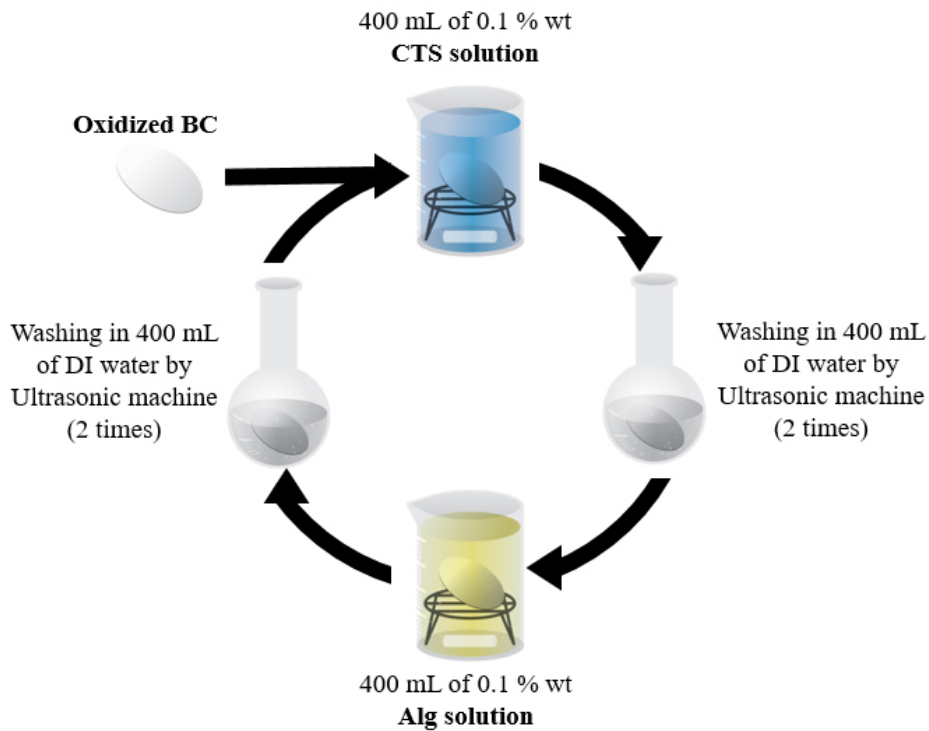 400 mL of 0.1 % wt
CTS solution
Oxidized BC
Washing in 400 mL
of DI water by
Ultrasonic machine
(2 times)
Washing in 400 mL
of DI water by
Ultrasonic machine
(2 times)
400 mL of 0.1 % wt
Alg solution